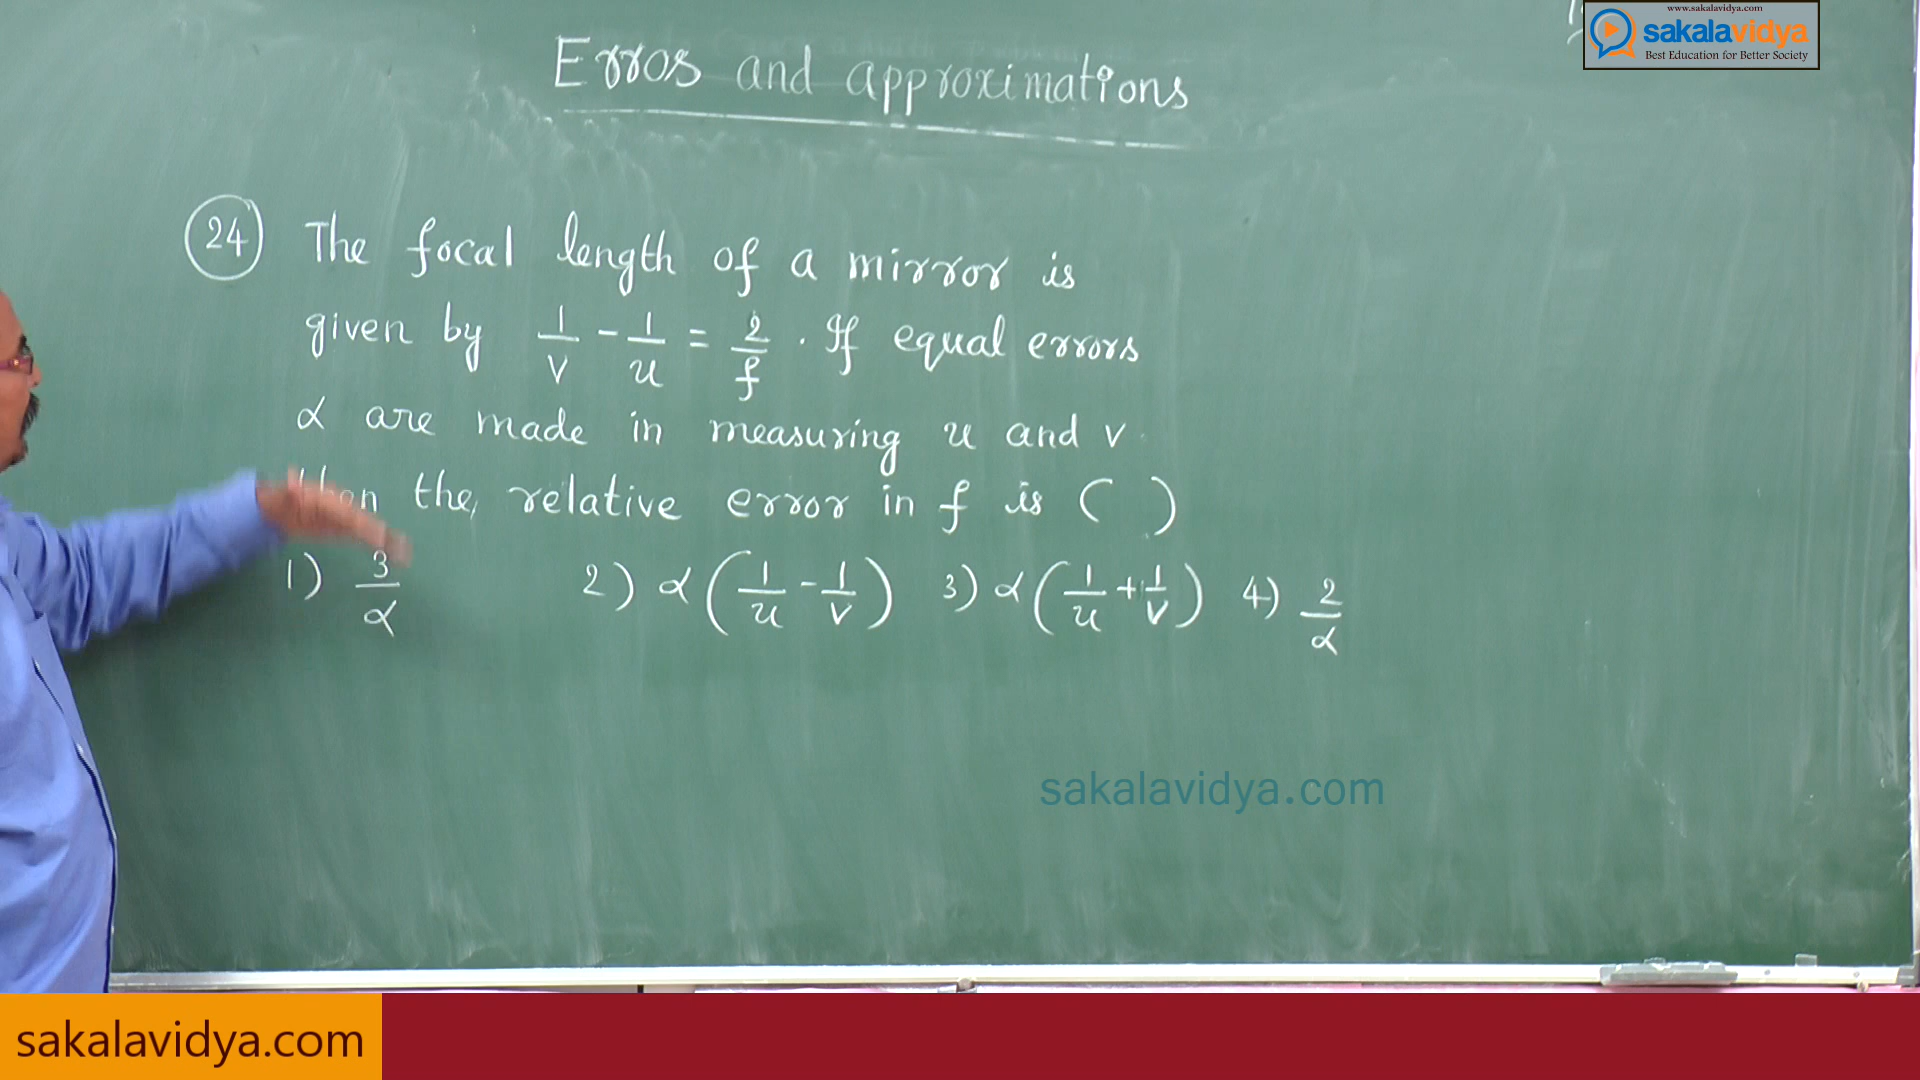 www.sakalavidya.com
sakalavidya
Best Education for Better Society
Erros and approximations
24 The focal length of a mirror is
given by 1/v - 1/u = 2/f . If equal errors
α are made in measuring u and v
then the, relative error in f is ( )
1) 3/α 2) α(1/u - 1/v) 3) α(1/u + 1/v) 4) 2/α
sakalavidya.com
sakalavidya.com